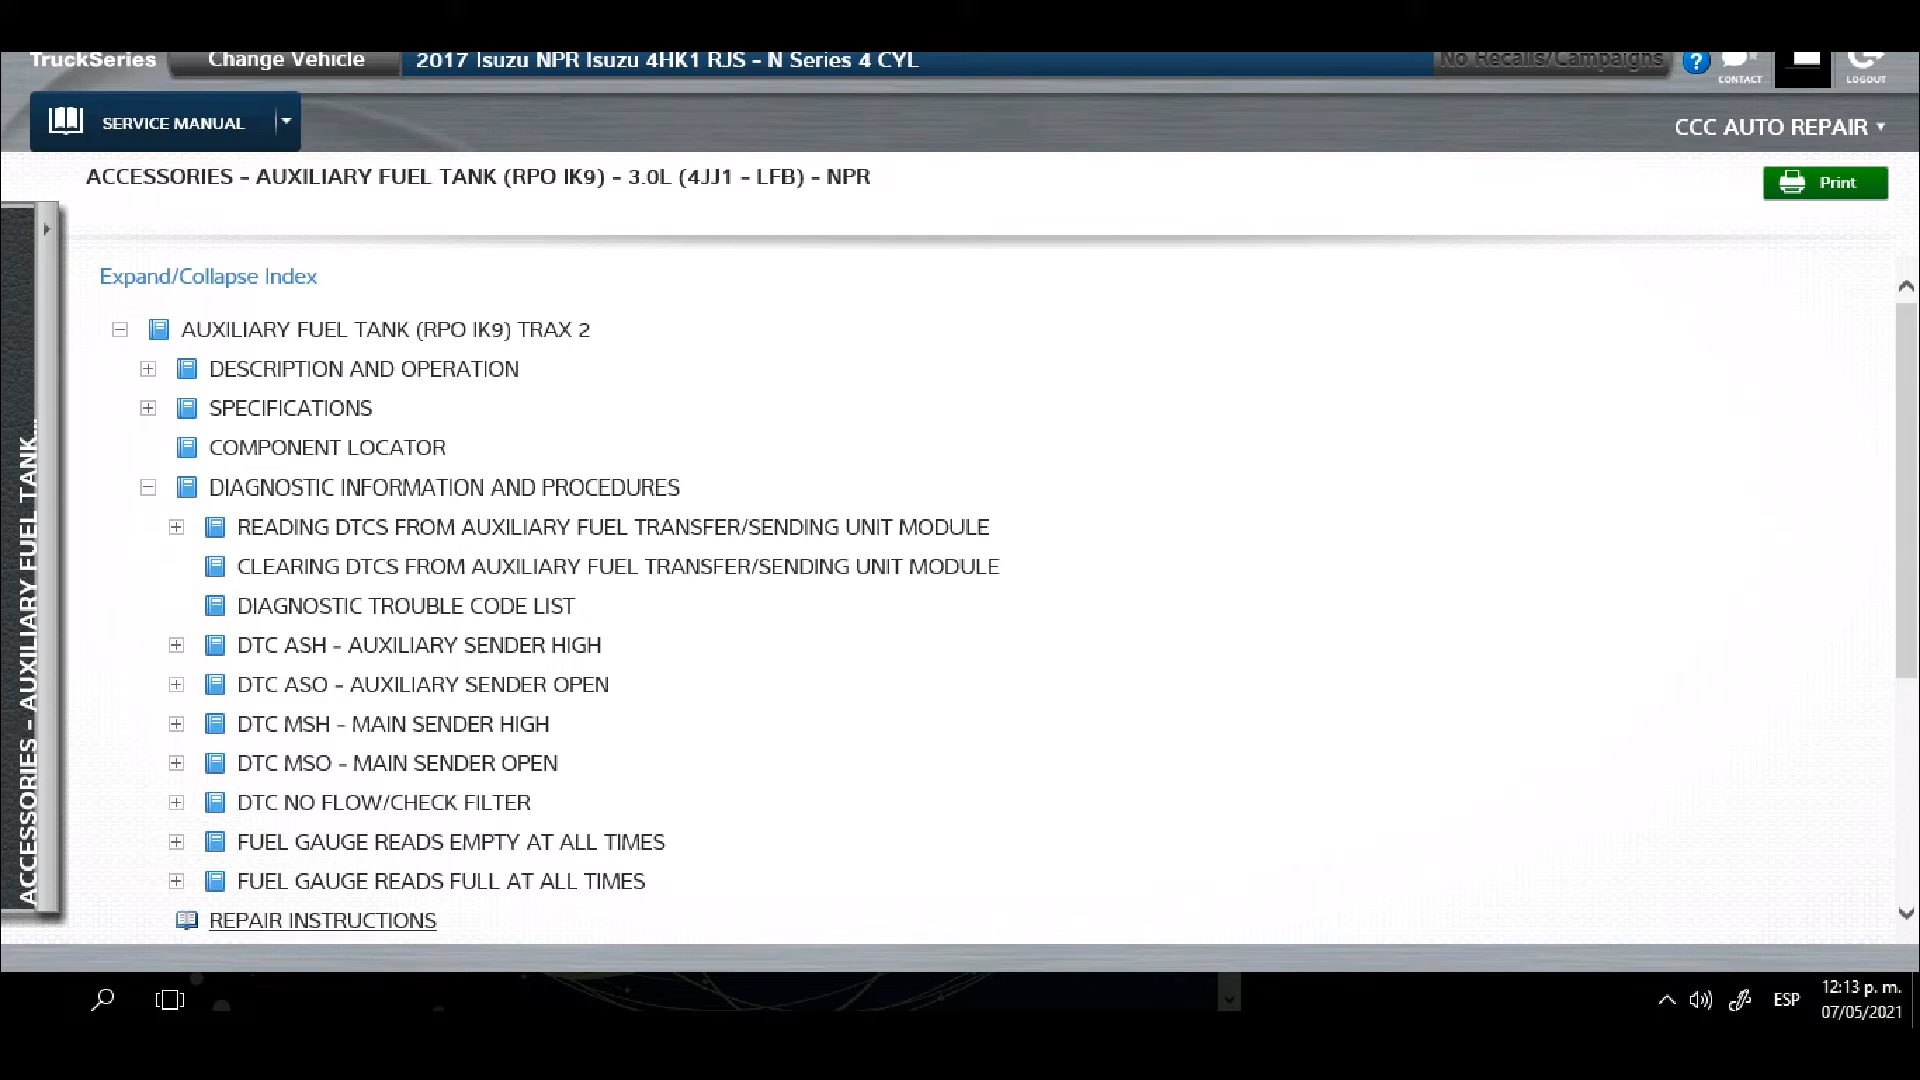 TruckSeries
Change Vehicle
2017 Isuzu NPR Isuzu 4HK1 RJS - N Series 4 CYL
No Recalls/Campaigns
?
CONTACT
LOGOUT
SERVICE MANUAL
CCC AUTO REPAIR
ACCESSORIES - AUXILIARY FUEL TANK (RPO IK9) - 3.0L (4JJ1 - LFB) - NPR
Print
ACCESSORIES - AUXILIARY FUEL TANK...
Expand/Collapse Index
AUXILIARY FUEL TANK (RPO IK9) TRAX 2
DESCRIPTION AND OPERATION
SPECIFICATIONS
COMPONENT LOCATOR
DIAGNOSTIC INFORMATION AND PROCEDURES
READING DTCS FROM AUXILIARY FUEL TRANSFER/SENDING UNIT MODULE
CLEARING DTCS FROM AUXILIARY FUEL TRANSFER/SENDING UNIT MODULE
DIAGNOSTIC TROUBLE CODE LIST
DTC ASH - AUXILIARY SENDER HIGH
DTC ASO - AUXILIARY SENDER OPEN
DTC MSH - MAIN SENDER HIGH
DTC MSO - MAIN SENDER OPEN
DTC NO FLOW/CHECK FILTER
FUEL GAUGE READS EMPTY AT ALL TIMES
FUEL GAUGE READS FULL AT ALL TIMES
REPAIR INSTRUCTIONS
ESP
12:13 p. m.
07/05/2021